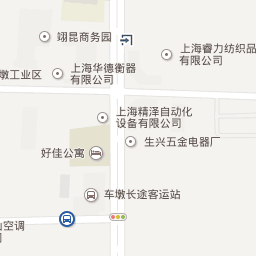 翊昆商务园
上海睿力纺织品
有限公司
墩工业区
上海华德衡器
有限公司
上海精泽自动化
设备有限公司
生兴五金电器厂
好佳公寓
车墩长途客运站
山空调
司